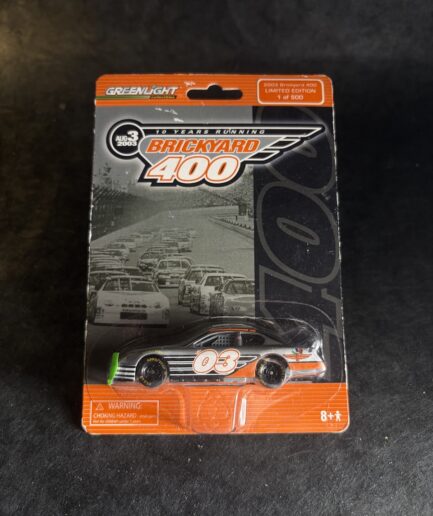 GREENLIGHT
2003 Brickyard 400
LIMITED EDITION
1 of 500
10 YEARS RUNNING
AUG 3
2003
BRICKYARD
400
400
03
WARNING:
CHOKING HAZARD
8+